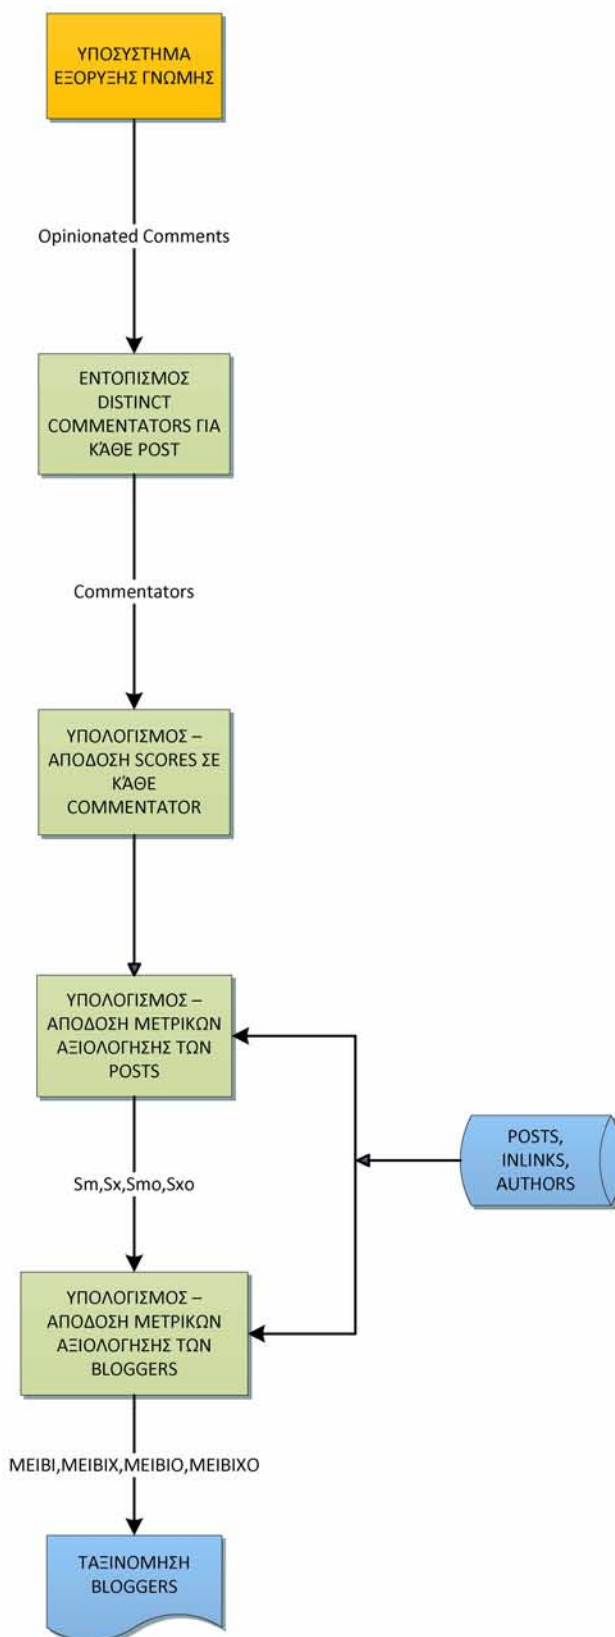 ΥΠΟΣΥΣΤΗΜΑ
ΕΞΟΡΥΞΗΣ ΓΝΩΜΗΣ
Opinionated Comments
ΕΝΤΟΠΙΣΜΟΣ
DISTINCT
COMMENTATORS ΓΙΑ
ΚΆΘΕ POST
Commentators
ΥΠΟΛΟΓΙΣΜΟΣ –
ΑΠΟΔΟΣΗ SCORES ΣΕ
ΚΆΘΕ
COMMENTATOR
ΥΠΟΛΟΓΙΣΜΟΣ –
ΑΠΟΔΟΣΗ ΜΕΤΡΙΚΩΝ
ΑΞΙΟΛΟΓΗΣΗΣ ΤΩΝ
POSTS
POSTS,
INLINKS,
AUTHORS
Sm,Sx,Smo,Sxo
ΥΠΟΛΟΓΙΣΜΟΣ –
ΑΠΟΔΟΣΗ ΜΕΤΡΙΚΩΝ
ΑΞΙΟΛΟΓΗΣΗΣ ΤΩΝ
BLOGGERS
MEIBI,MEIBIX,MEIBIO,MEIBIXO
ΤΑΞΙΝΟΜΗΣΗ
BLOGGERS